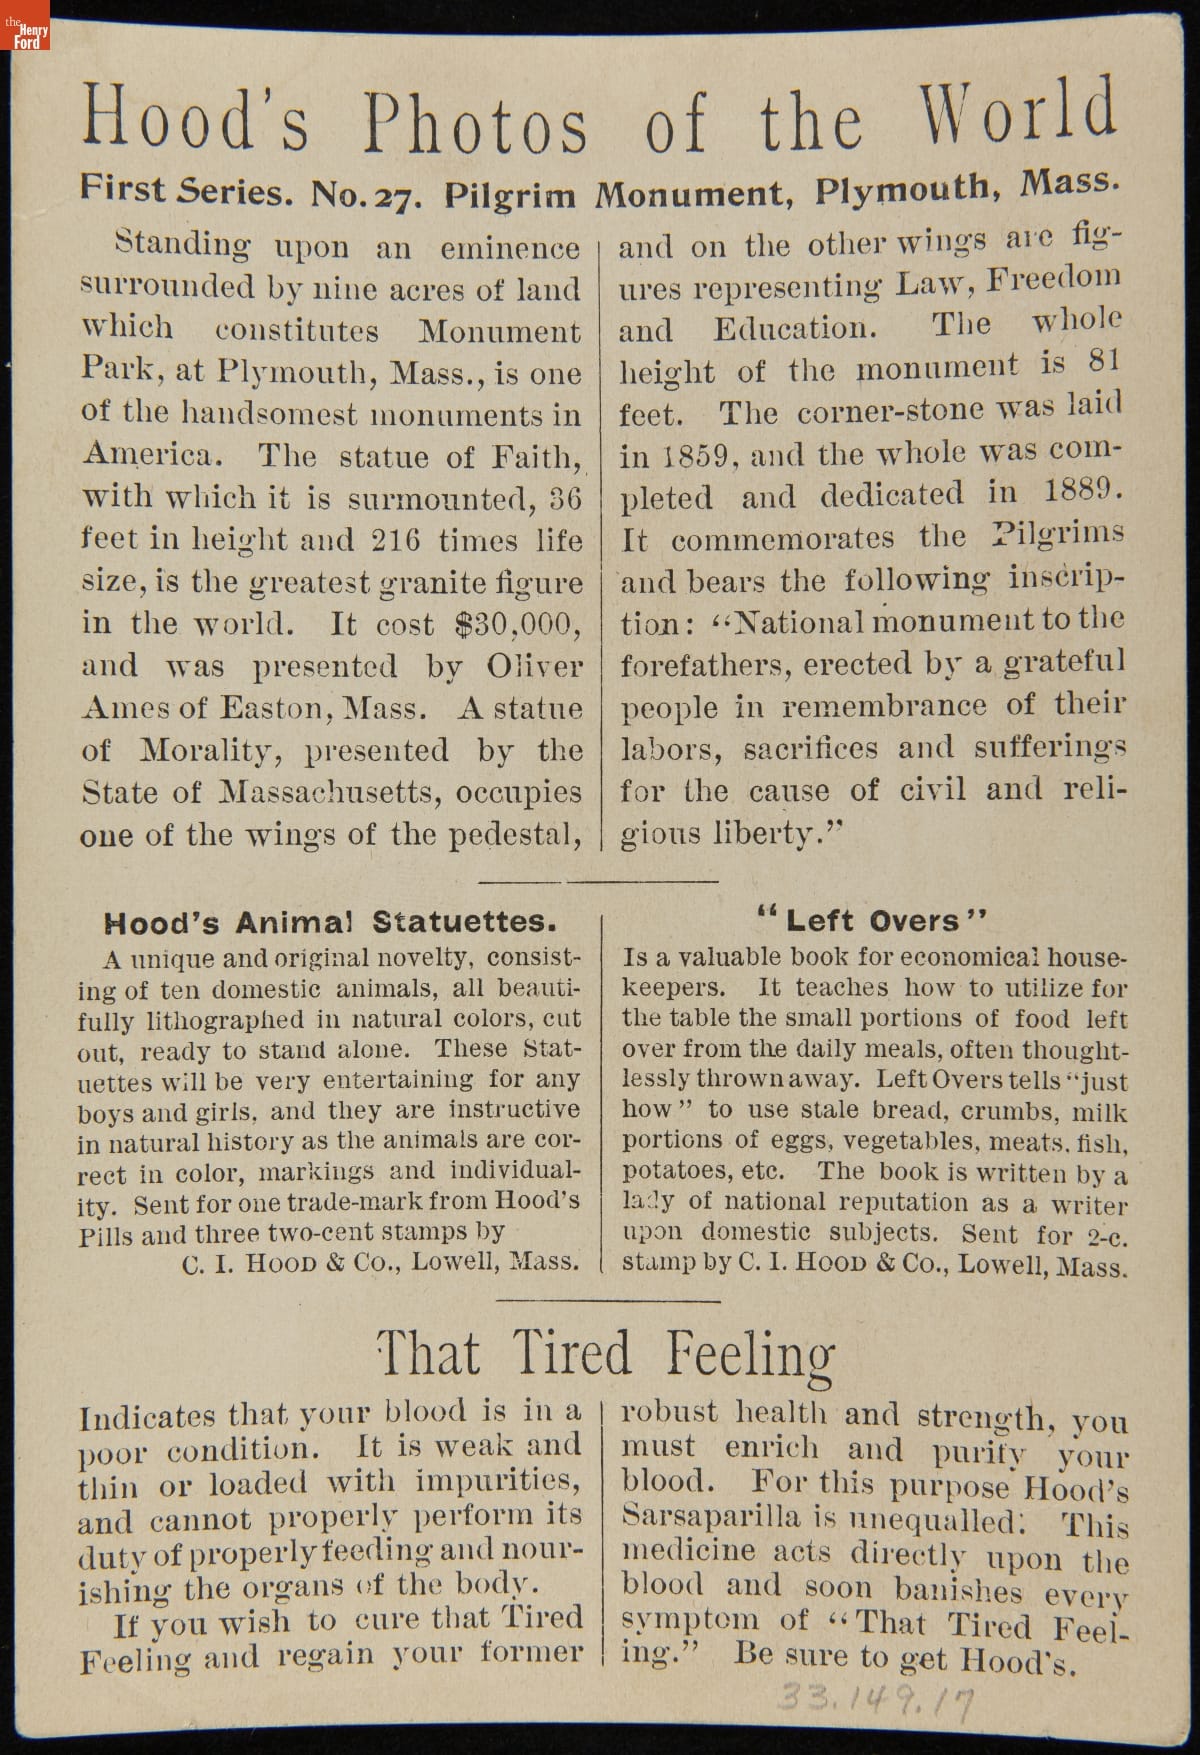 the
Henry
Ford
Hood's Photos of the World
First Series. No. 27. Pilgrim Monument, Plymouth, Mass.
Standing upon an eminence
surrounded by nine acres of land
which constitutes Monument
Park, at Plymouth, Mass., is one
of the handsomest monuments in
America. The statue of Faith,
with which it is surmounted, 36
feet in height and 216 times life
size, is the greatest granite figure
in the world. It cost $30,000,
and was presented by Oliver
Ames of Easton, Mass. A statue
of Morality, presented by the
State of Massachusetts, occupies
one of the wings of the pedestal,
and on the other wings are fig-
ures representing Law, Freedom
and Education. The whole
height of the monument is 81
feet. The corner-stone was laid
in 1859, and the whole was com-
pleted and dedicated in 1889.
It commemorates the Pilgrims
and bears the following inscrip-
tion: "National monument to the
forefathers, erected by a grateful
people in remembrance of their
labors, sacrifices and sufferings
for the cause of civil and reli-
gious liberty."
Hood's Animal Statuettes.
A unique and original novelty, consist-
ing of ten domestic animals, all beauti-
fully lithographed in natural colors, cut
out, ready to stand alone. These Stat-
uettes will be very entertaining for any
boys and girls, and they are instructive
in natural history as the animals are cor-
rect in color, markings and individual-
ity. Sent for one trade-mark from Hood's
Pills and three two-cent stamps by
C. I. HOOD & Co., Lowell, Mass.
"Left Overs"
Is a valuable book for economical house-
keepers. It teaches how to utilize for
the table the small portions of food left
over from the daily meals, often thought-
lessly thrown away. Left Overs tells "just
how" to use stale bread, crumbs, milk
portions of eggs, vegetables, meats, fish,
potatoes, etc. The book is written by a
lady of national reputation as a writer
upon domestic subjects. Sent for 2-c.
stamp by C. I. HOOD & Co., Lowell, Mass.
That Tired Feeling
Indicates that your blood is in a
poor condition. It is weak and
thin or loaded with impurities,
and cannot properly perform its
duty of properly feeding and nour-
ishing the organs of the body.
If you wish to cure that Tired
Feeling and regain your former
robust health and strength, you
must enrich and purify your
blood. For this purpose Hood's
Sarsaparilla is unequalled. This
medicine acts directly upon the
blood and soon banishes every
symptom of "That Tired Feel-
ing." Be sure to get Hood's.
33.149.17